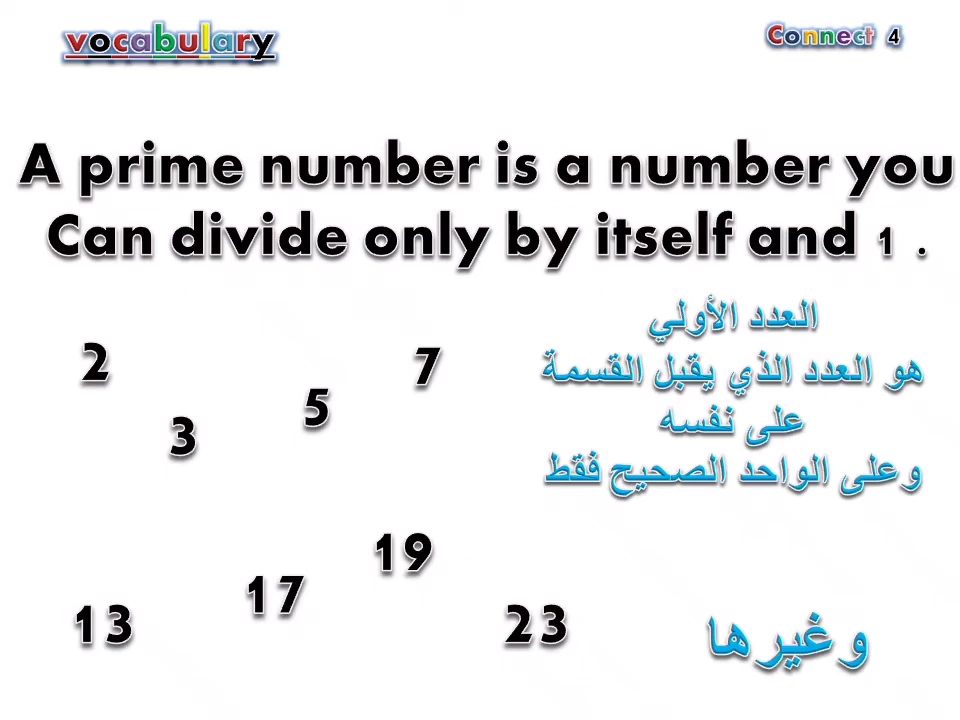 vocabulary
Connect 4
A prime number is a number you
Can divide only by itself and 1 .
العدد الأولي
هو العدد الذي يقبل القسمة
على نفسه
وعلى الواحد الصحيح فقط
2
7
5
3
19
17
13
23
وغيرها